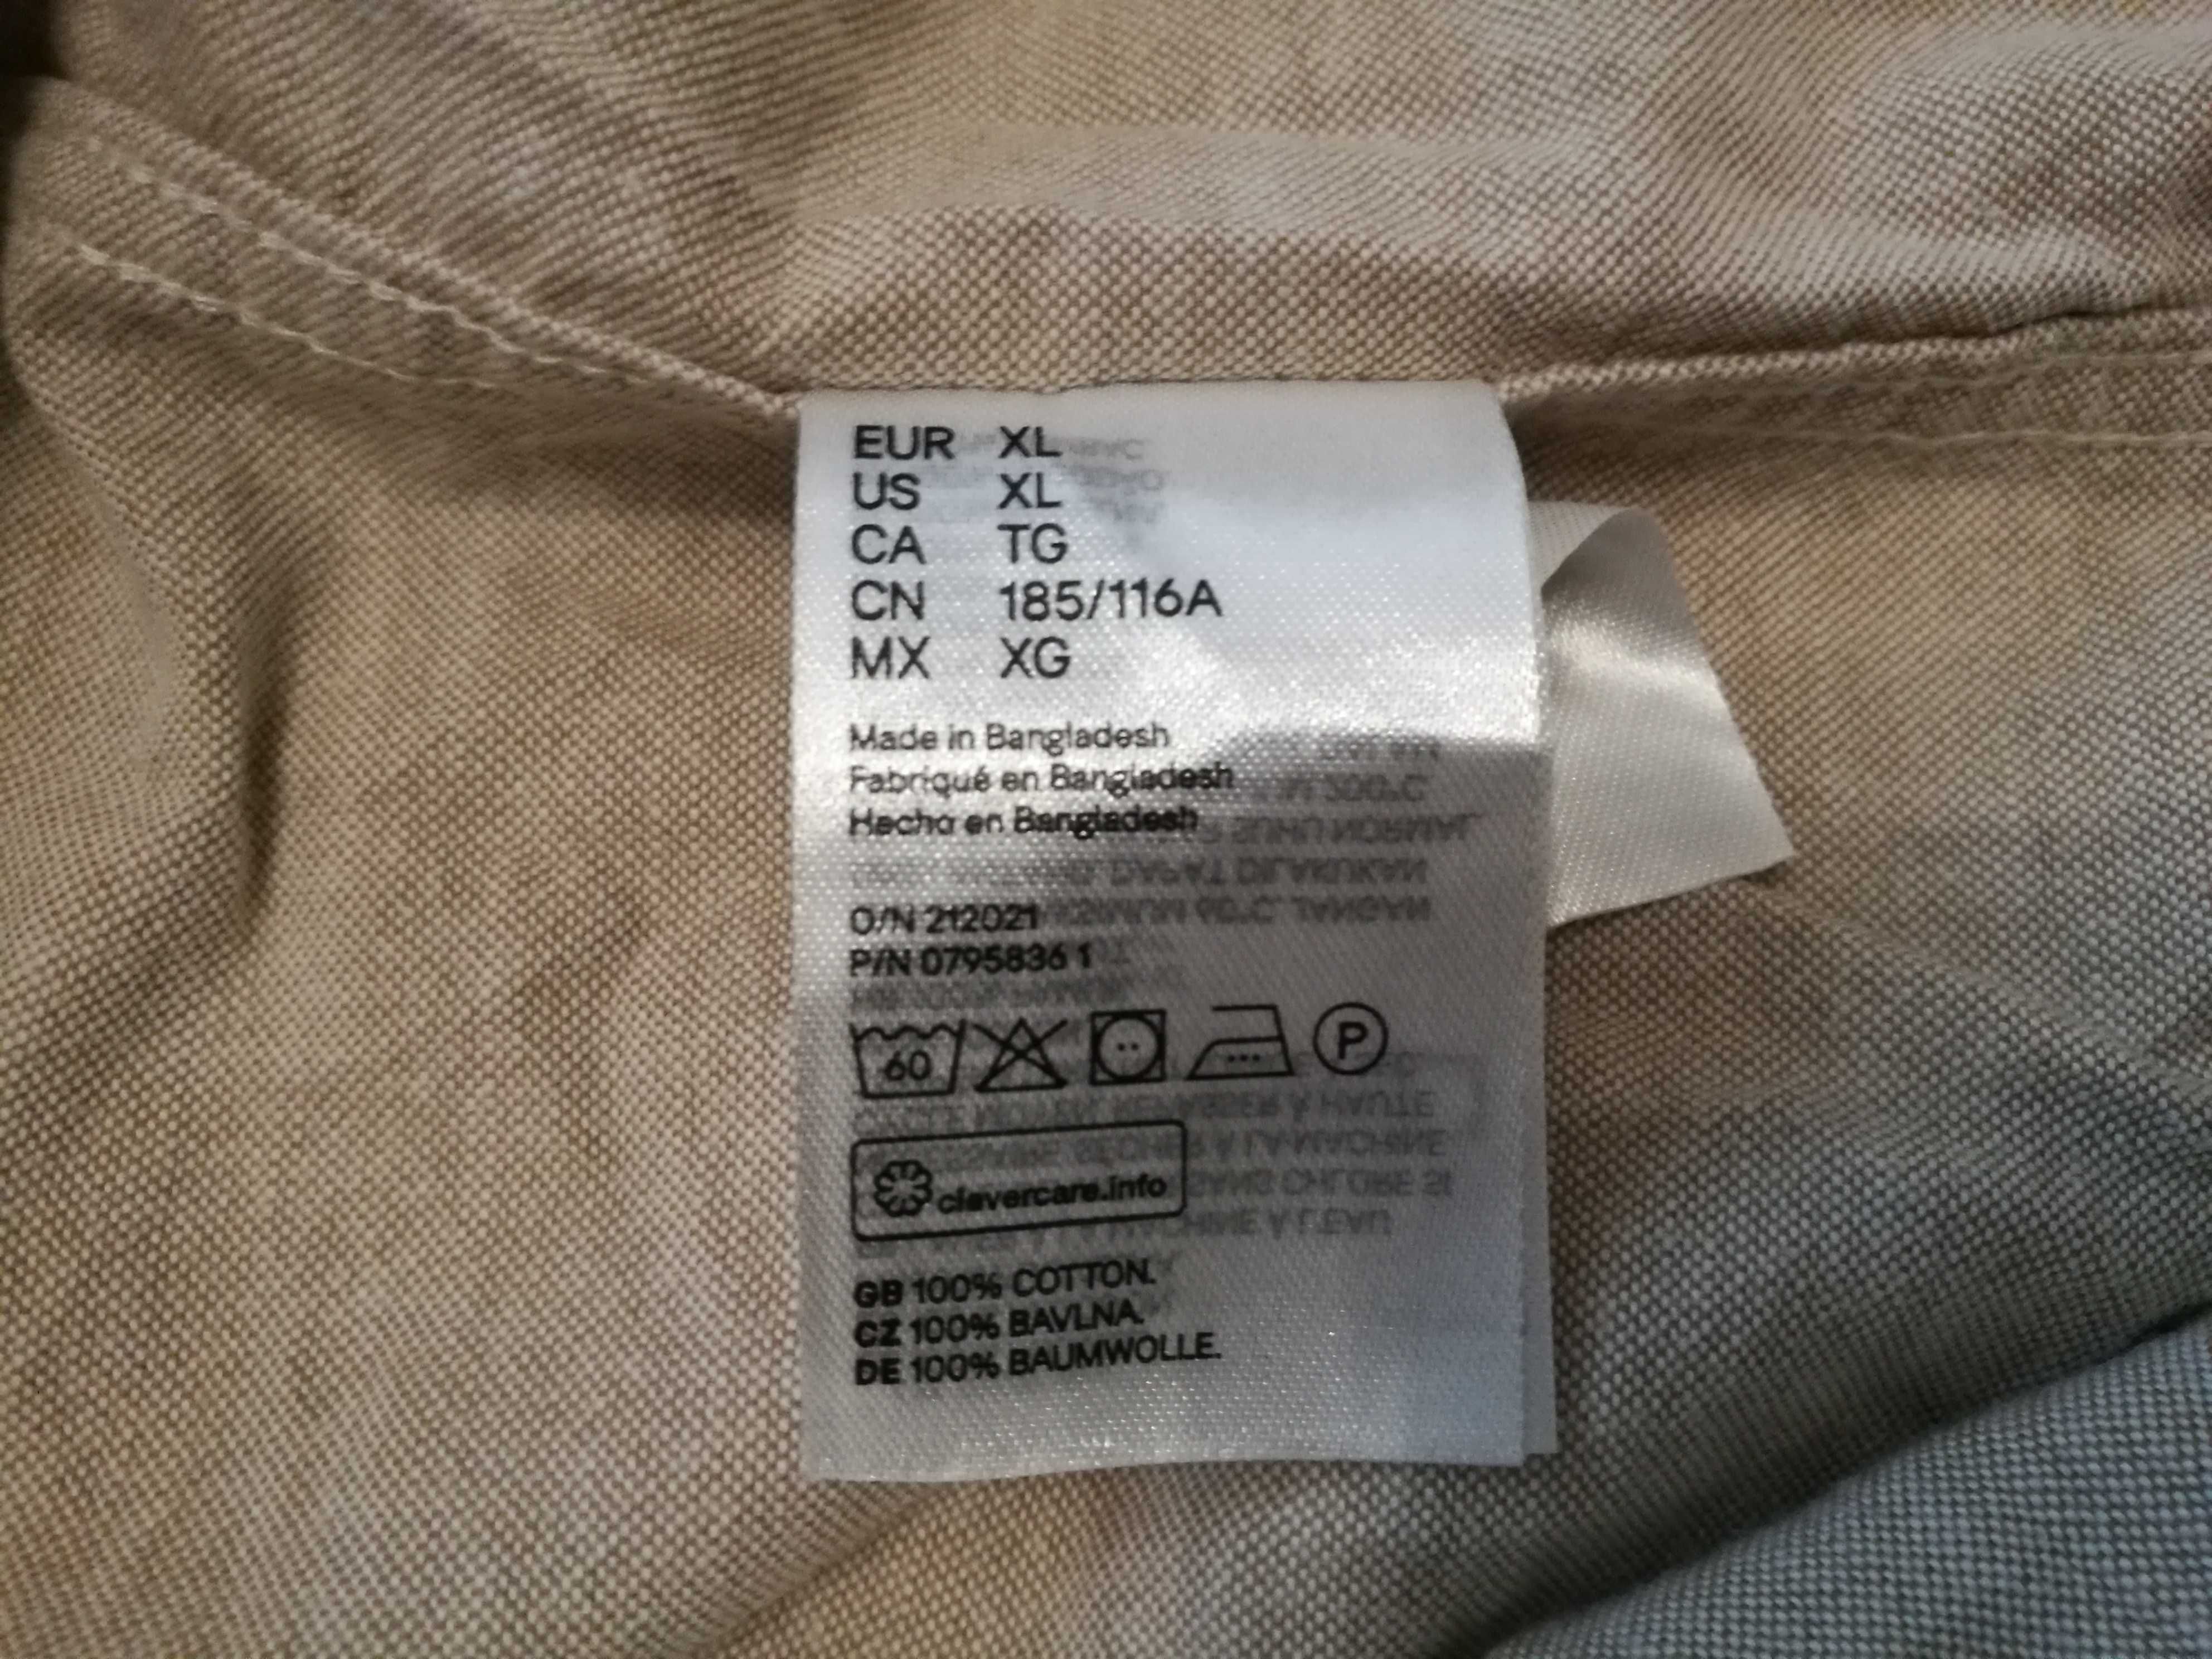 EUR XL
US XL
CA TG
CN 185/116A
MX XG
Made in Bangladesh
Fabriqué en Bangladesh
Hecho en Bangladesh
O/N 212021
P/N 0795836 1
60
P
clevercare.info
GB 100% COTTON.
CZ 100% BAVLNA.
DE 100% BAUMWOLLE.